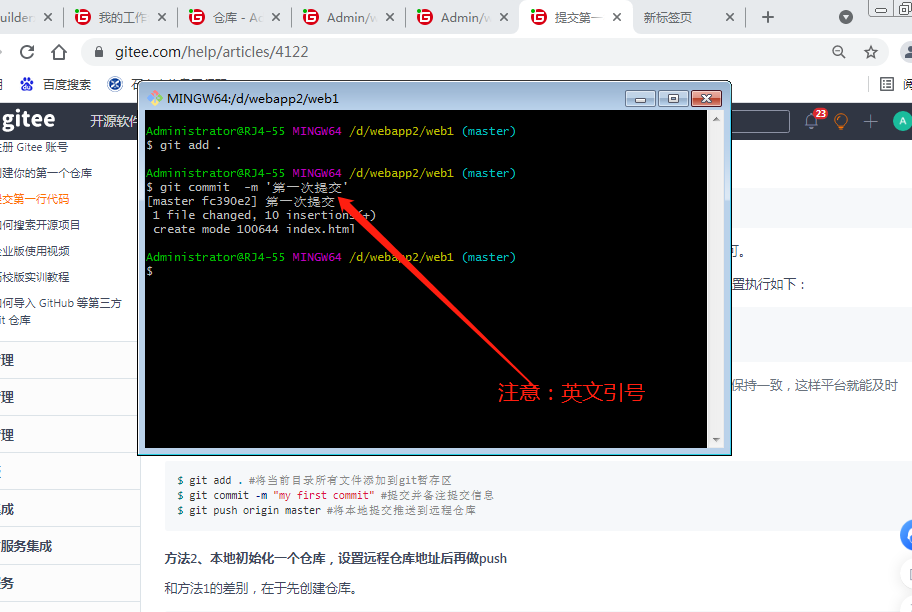 我的工作
仓库 - Ac
Admin/w
Admin/w
提交第一
新标签页
gitee.com/help/articles/4122
百度搜索
gitee
开源软件
23
A
MINGW64:/d/webapp2/web1
Administrator@RJ4-55 MINGW64 /d/webapp2/web1 (master)
$ git add .
Administrator@RJ4-55 MINGW64 /d/webapp2/web1 (master)
$ git commit  -m '第一次提交'
[master fc390e2] 第一次提交
1 file changed, 10 insertions(+)
create mode 100644 index.html
Administrator@RJ4-55 MINGW64 /d/webapp2/web1 (master)
$
注意：英文引号
册 Gitee 账号
建你的第一个仓库
提交第一行代码
何搜索开源项目
业版使用视频
校版实训教程
何导入 GitHub 等第三方
it 仓库
理
理
理
成
服务集成
务
可。
置执行如下：
保持一致，这样平台就能及时
$ git add . #将当前目录所有文件添加到git暂存区
$ git commit -m "my first commit" #提交并备注提交信息
$ git push origin master #将本地提交推送到远程仓库
方法2、本地初始化一个仓库，设置远程仓库地址后再做push
和方法1的差别，在于先创建仓库。